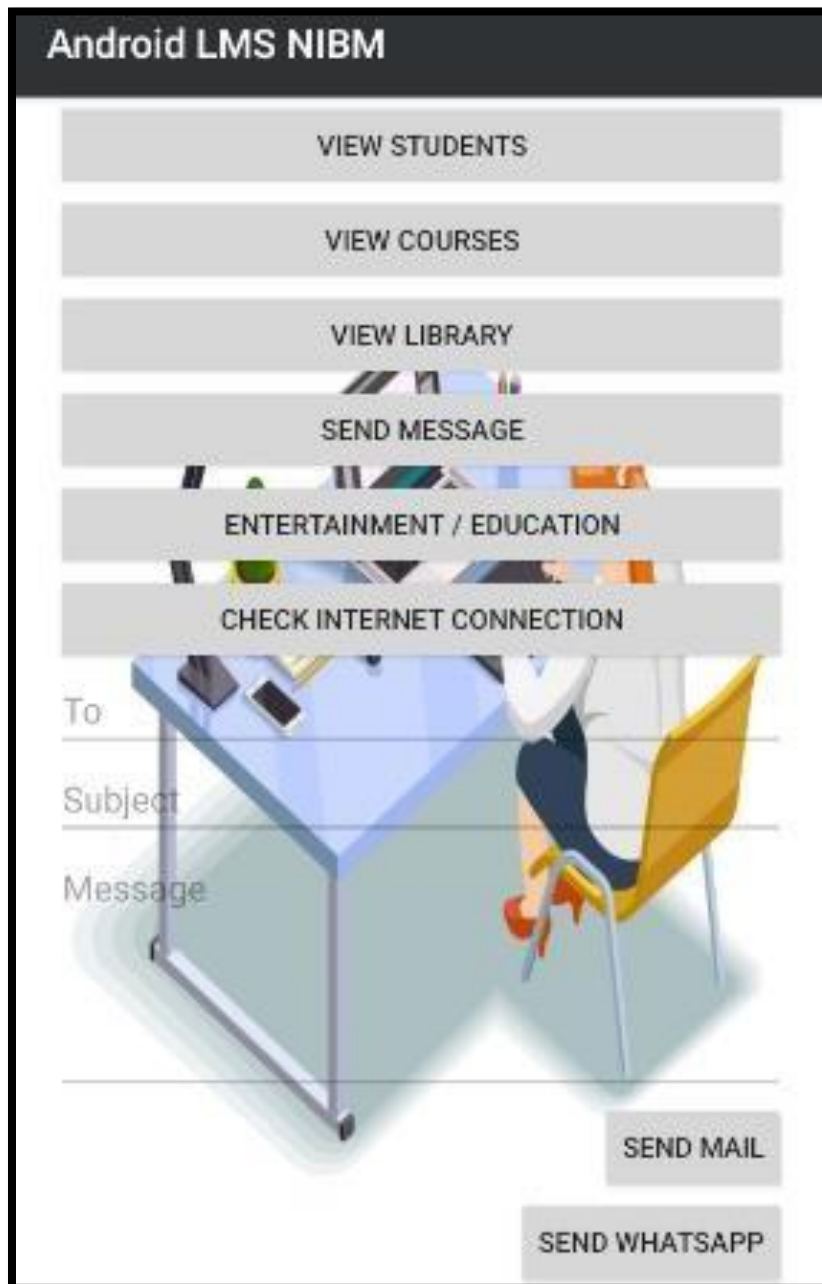 Android LMS NIBM
VIEW STUDENTS
VIEW COURSES
VIEW LIBRARY
SEND MESSAGE
ENTERTAINMENT / EDUCATION
CHECK INTERNET CONNECTION
To
Subject
Message
SEND MAIL
SEND WHATSAPP